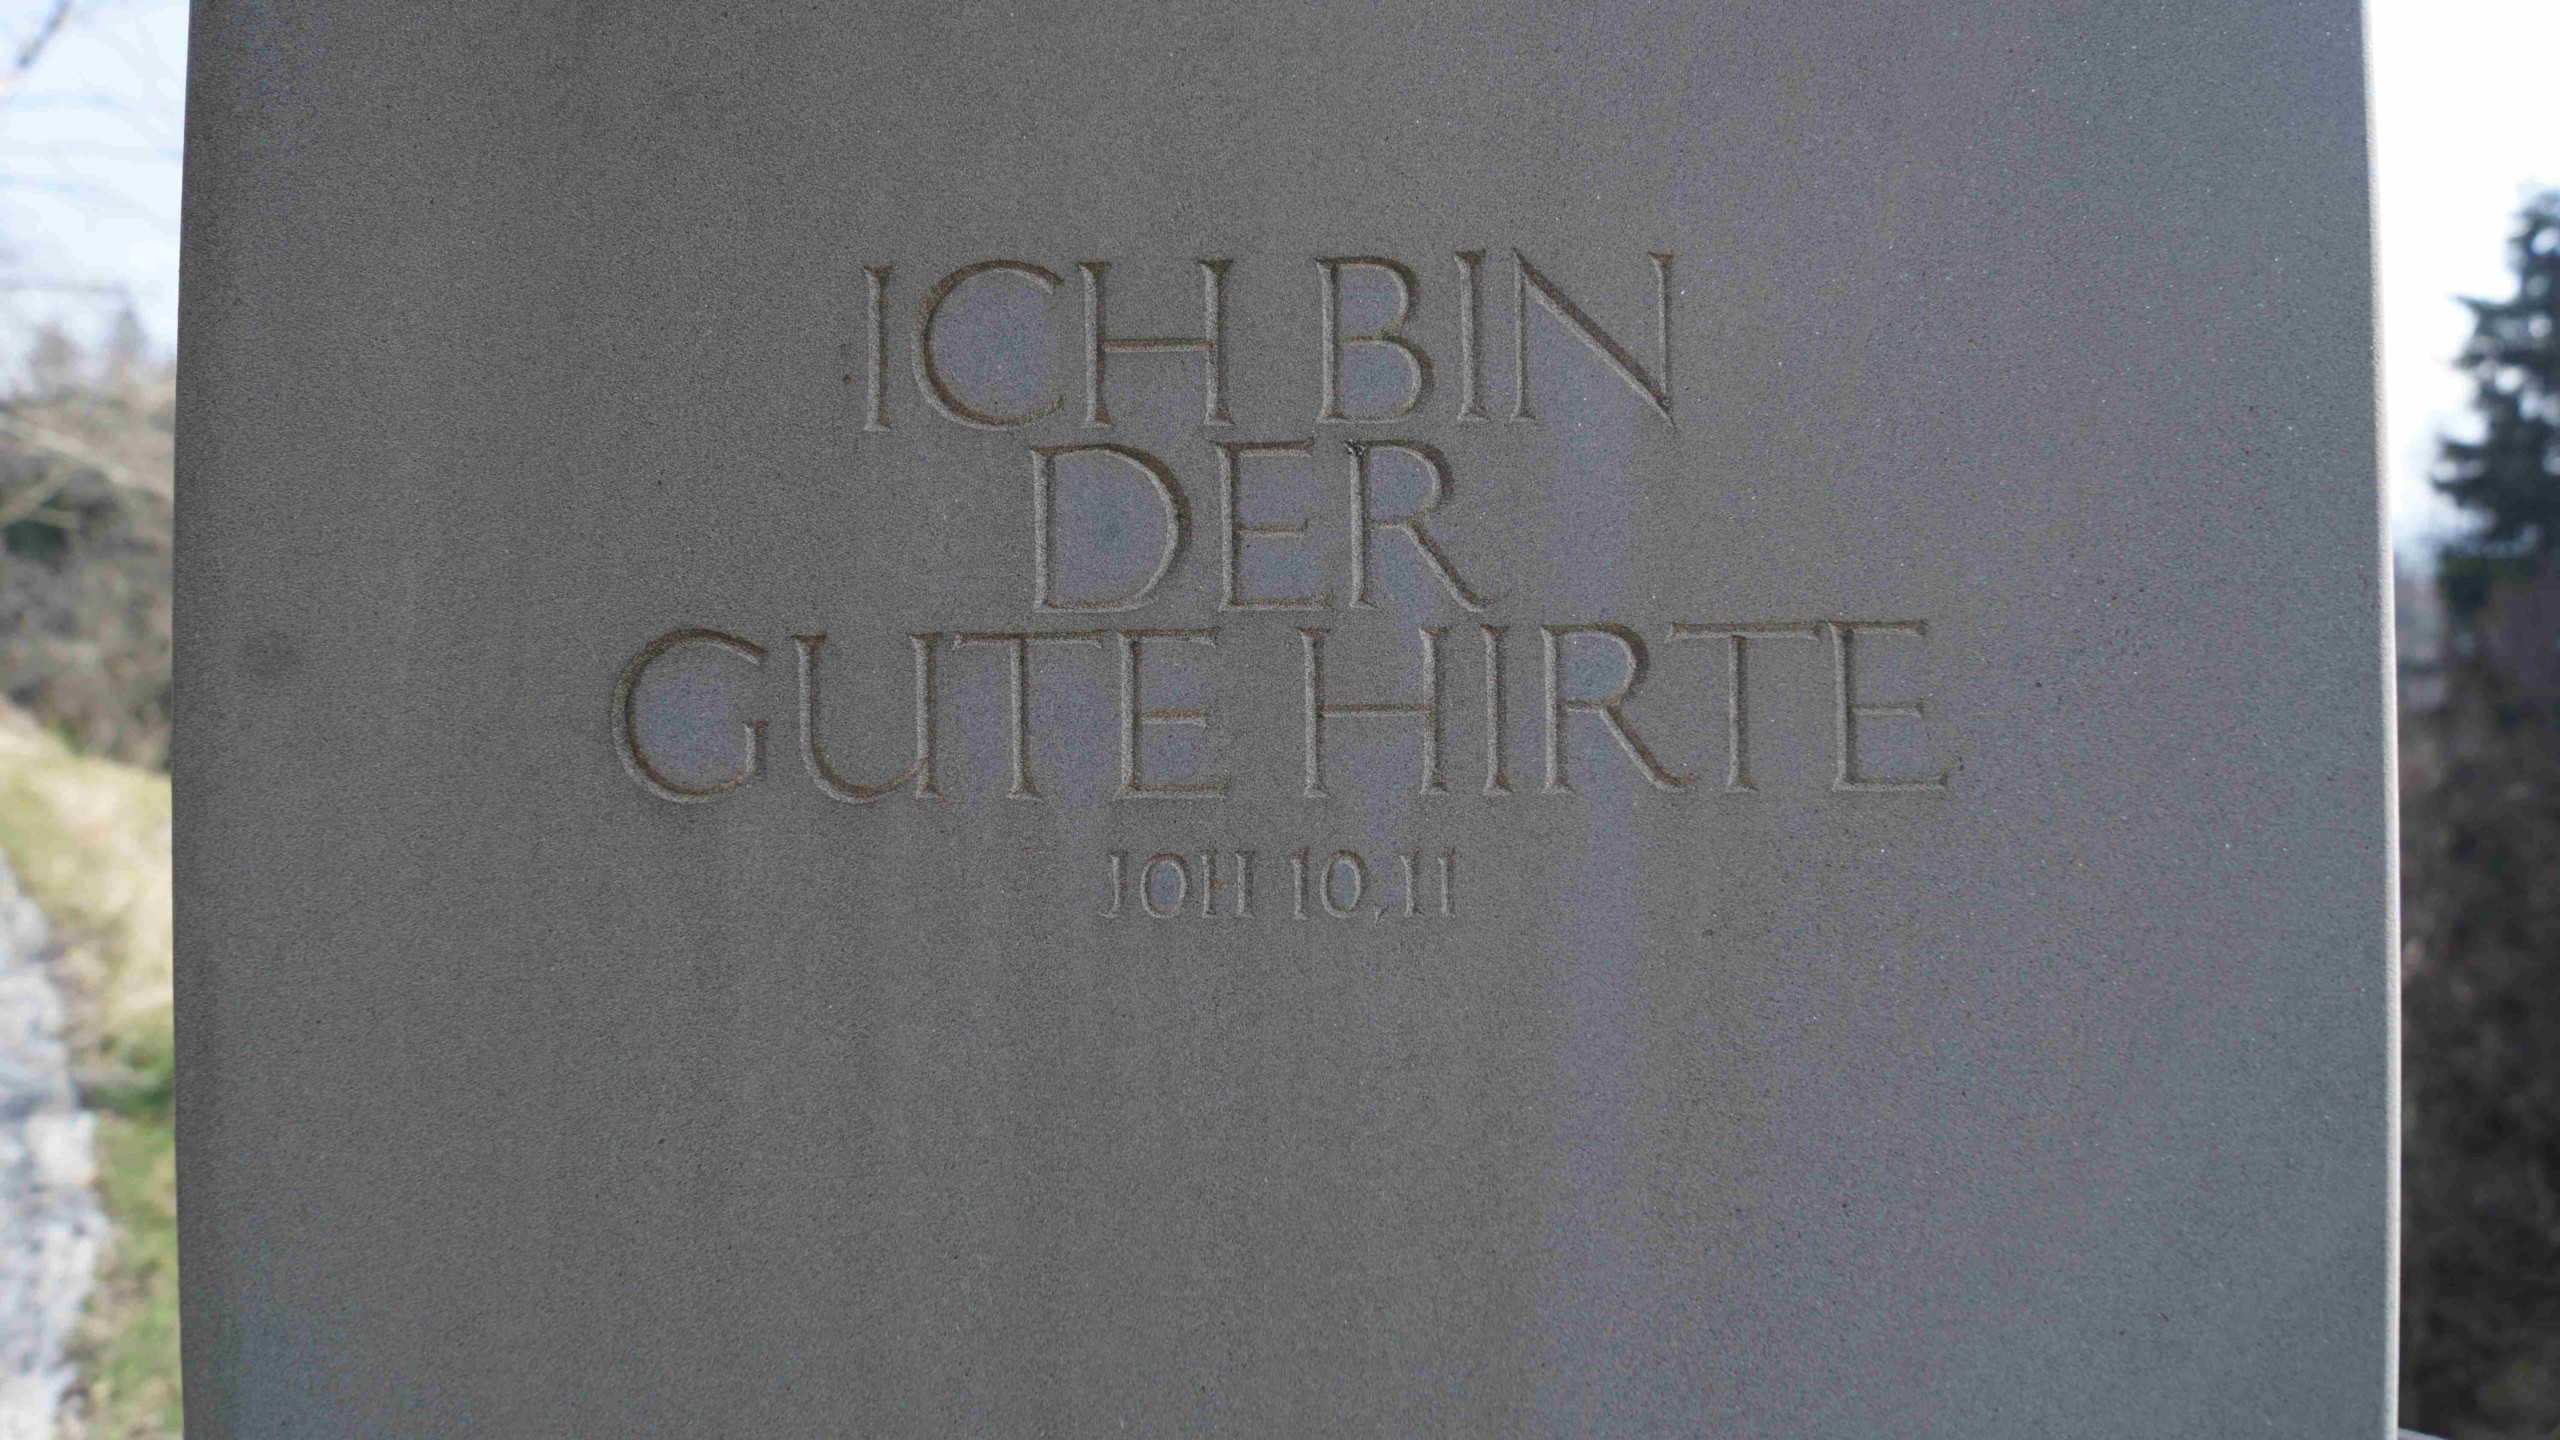 ICH BIN
DER
GUTE HIRTE
JOH 10,11